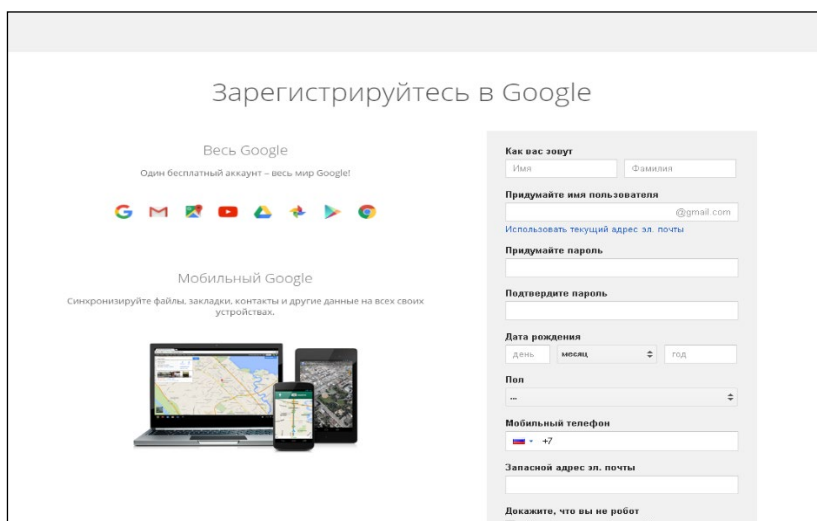 Зарегистрируйтесь в Google
Весь Google
Один бесплатный аккаунт – весь мир Google!
Мобильный Google
Синхронизируйте файлы, закладки, контакты и другие данные на всех своих
устройствах.
Как вас зовут
Имя Фамилия
Придумайте имя пользователя
@gmail.com
Использовать текущий адрес эл. почты
Придумайте пароль
Подтвердите пароль
Дата рождения
день месяц год
Пол
...
Мобильный телефон
+7
Запасной адрес эл. почты
Докажите, что вы не робот